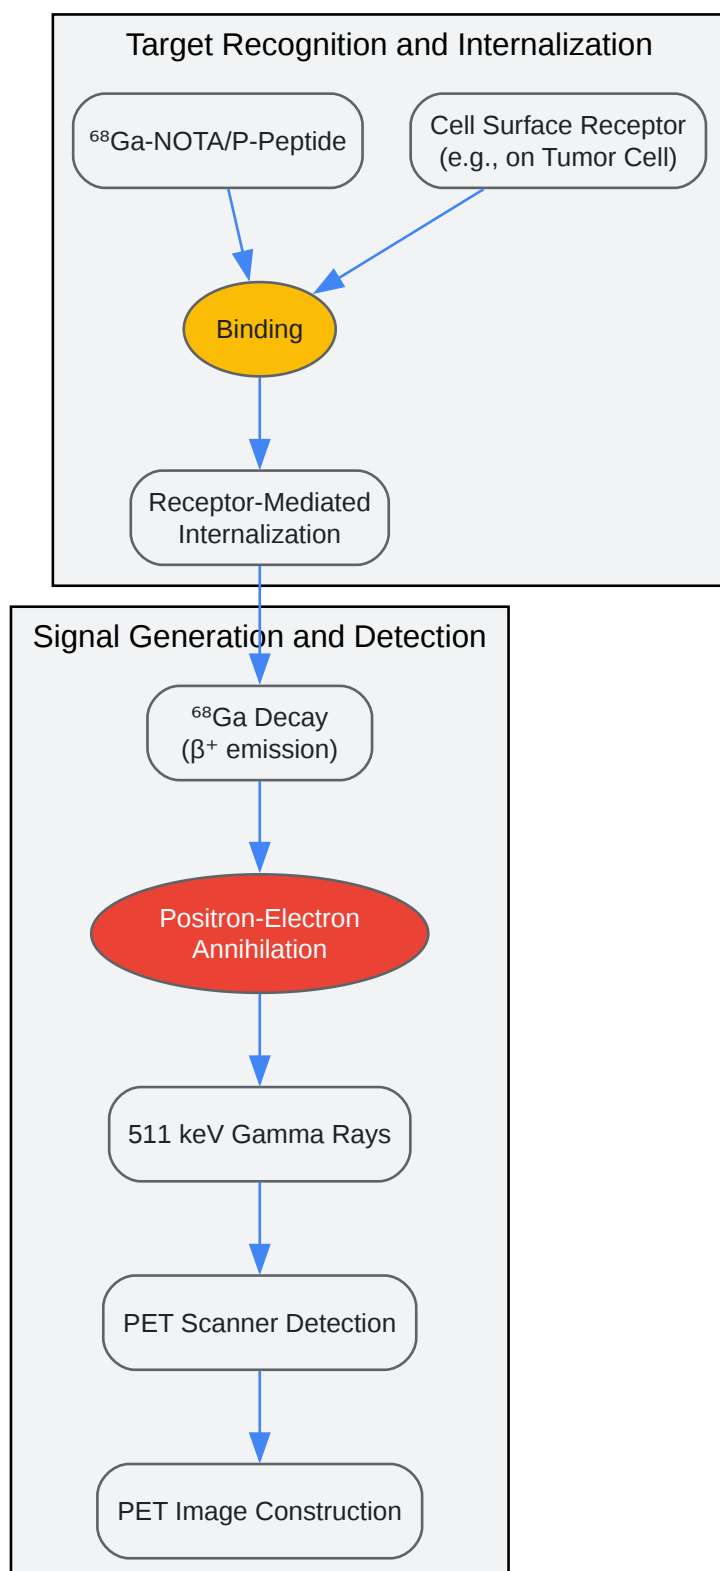 Target Recognition and Internalization
⁶⁸Ga-NOTA/P-Peptide
Cell Surface Receptor
(e.g., on Tumor Cell)
Binding
Receptor-Mediated
Internalization
Signal Generation and Detection
⁶⁸Ga Decay
(β⁺ emission)
Positron-Electron
Annihilation
511 keV Gamma Rays
PET Scanner Detection
PET Image Construction